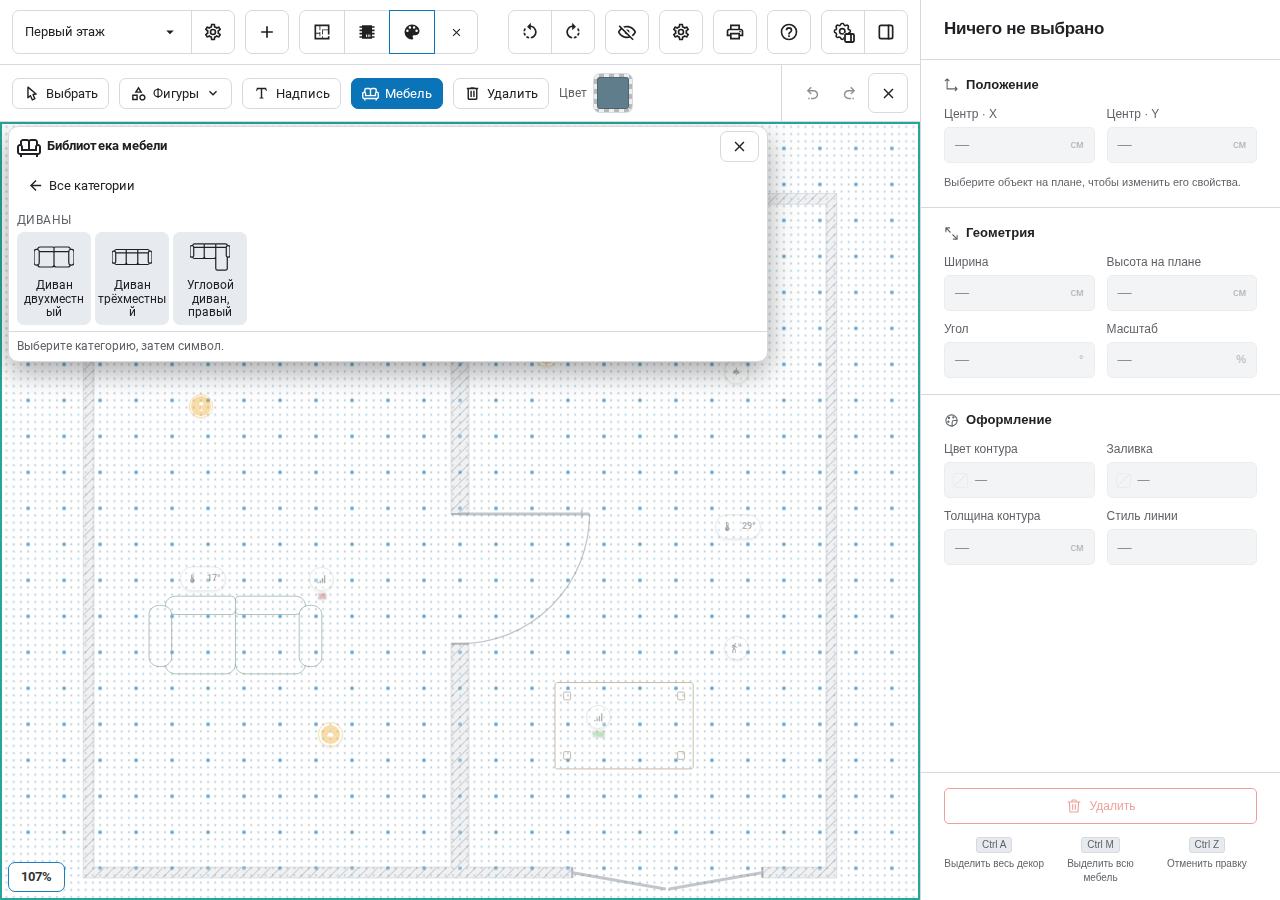 Первый этаж
Выбрать
Фигуры
Надпись
Мебель
Удалить
Цвет
Библиотека мебели
Все категории
ДИВАНЫ
Диван
двухместн
ый
Диван
трёхместны
й
Угловой
диван,
правый
Выберите категорию, затем символ.
29°
17°
107%
Ничего не выбрано
Положение
Центр · X
Центр · Y
— см
— см
Выберите объект на плане, чтобы изменить его свойства.
Геометрия
Ширина
Высота на плане
— см
— см
Угол
Масштаб
— °
— %
Оформление
Цвет контура
Заливка
—
—
Толщина контура
Стиль линии
— см
—
Удалить
Ctrl A
Ctrl M
Ctrl Z
Выделить весь декор
Выделить всю
мебель
Отменить правку